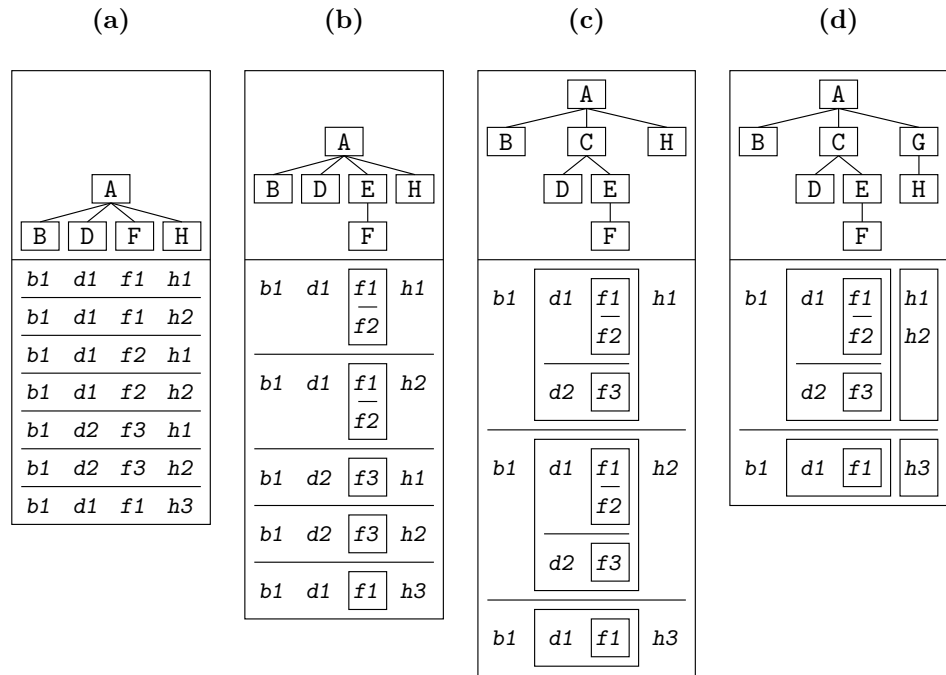 (a) (b) (c) (d)
A
B D F H
b1 d1 f1 h1
b1 d1 f1 h2
b1 d1 f2 h1
b1 d1 f2 h2
b1 d2 f3 h1
b1 d2 f3 h2
b1 d1 f1 h3
A
B D E H
F
b1 d1 f1 h1
f2
b1 d1 f1 h2
f2
b1 d2 f3 h1
b1 d2 f3 h2
b1 d1 f1 h3
A
B C H
D E
F
b1 d1 f1 h1
f2
d2 f3
b1 d1 f1 h2
f2
d2 f3
b1 d1 f1 h3
A
B C G
D E H
F
b1 d1 f1 h1
f2 h2
d2 f3
b1 d1 f1 h3